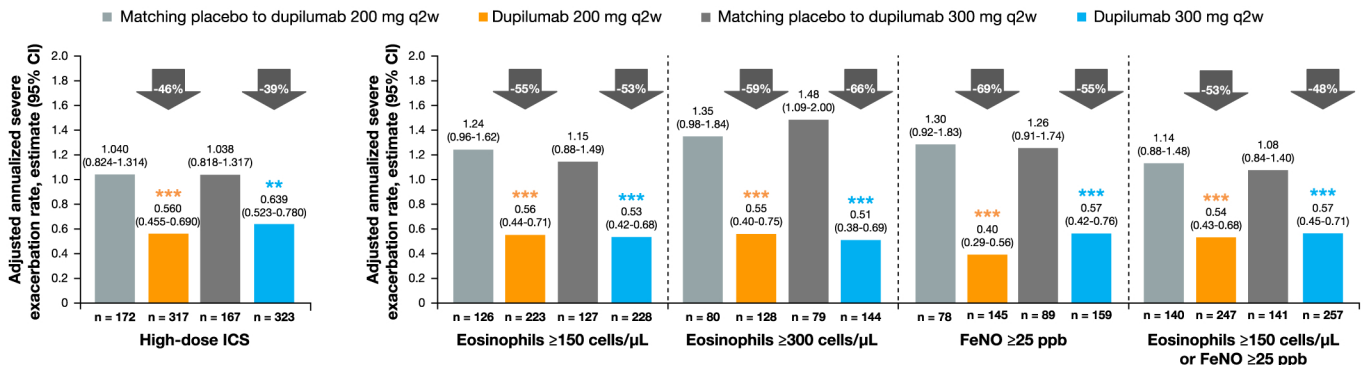 Matching placebo to dupilumab 200 mg q2w
Dupilumab 200 mg q2w
Matching placebo to dupilumab 300 mg q2w
Dupilumab 300 mg q2w
Adjusted annualized severe
exacerbation rate, estimate (95% CI)
2.0
1.8
1.6
1.4
1.2
1.0
0.8
0.6
0.4
0.2
0
-46%
-39%
1.040
(0.824-1.314)
***
0.560
(0.455-0.690)
1.038
(0.818-1.317)
**
0.639
(0.523-0.780)
n = 172
n = 317
n = 167
n = 323
High-dose ICS
Adjusted annualized severe
exacerbation rate, estimate (95% CI)
2.0
1.8
1.6
1.4
1.2
1.0
0.8
0.6
0.4
0.2
0
-55%
-53%
1.24
(0.96-1.62)
***
0.56
(0.44-0.71)
1.15
(0.88-1.49)
***
0.53
(0.42-0.68)
n = 126
n = 223
n = 127
n = 228
Eosinophils ≥150 cells/µL
-59%
-66%
1.35
(0.98-1.84)
***
0.55
(0.40-0.75)
1.48
(1.09-2.00)
***
0.51
(0.38-0.69)
n = 80
n = 128
n = 79
n = 144
Eosinophils ≥300 cells/µL
-69%
-55%
1.30
(0.92-1.83)
***
0.40
(0.29-0.56)
1.26
(0.91-1.74)
***
0.57
(0.42-0.76)
n = 78
n = 145
n = 89
n = 159
FeNO ≥25 ppb
-53%
-48%
1.14
(0.88-1.48)
***
0.54
(0.43-0.68)
1.08
(0.84-1.40)
***
0.57
(0.45-0.71)
n = 140
n = 247
n = 141
n = 257
Eosinophils ≥150 cells/µL
or FeNO ≥25 ppb